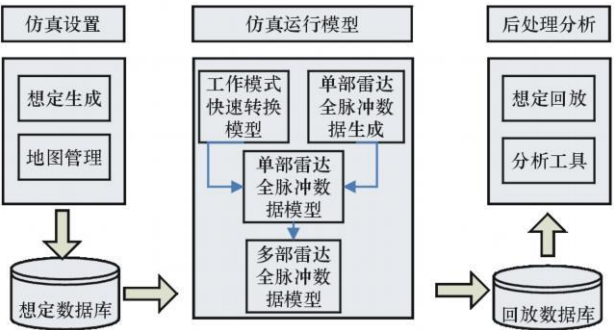 仿真设置
仿真运行模型
后处理分析
想定生成
地图管理
工作模式
快速转换
模型
单部雷达
全脉冲数
据生成
单部雷达
全脉冲数
据模型
多部雷达
全脉冲数
据模型
想定回放
分析工具
想定数据库
回放数据库